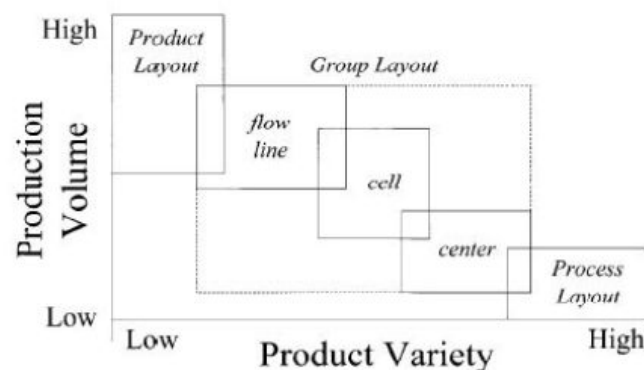 High
Product
Layout
Group Layout
flow
line
cell
center
Process
Layout
Production
Volume
Low
Low
High
Product Variety